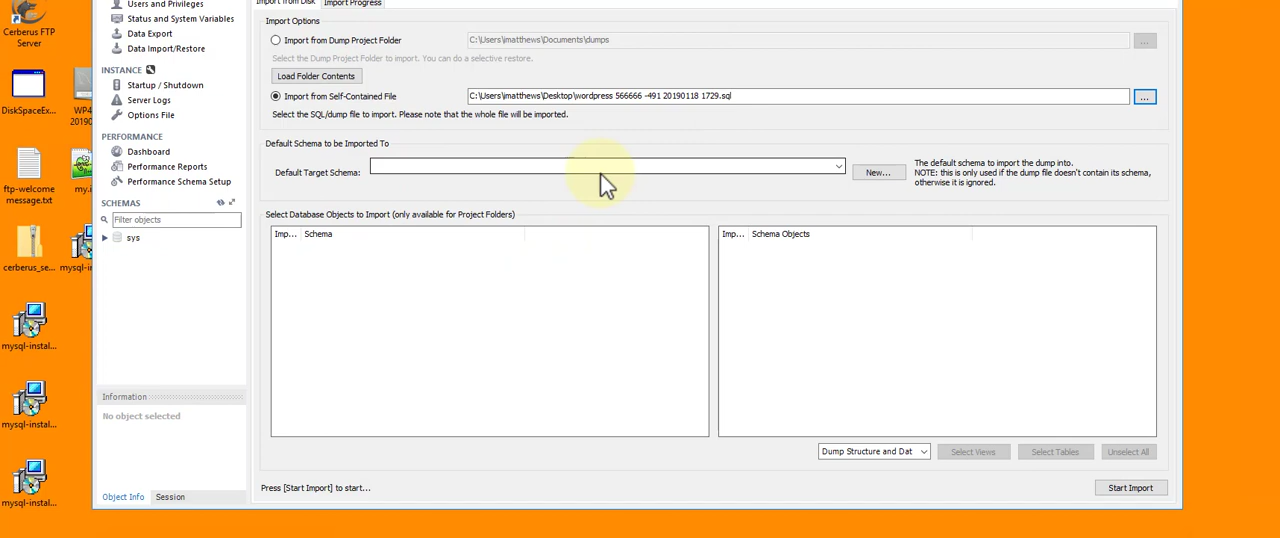 Cerberus FTP
Server
DiskSpaceEx...
WP4
20190
ftp-welcome
message.txt
my.i
cerberus_se...
mysql-in
mysql-instal...
mysql-instal...
mysql-instal...
Users and Privileges
Status and System Variables
Data Export
Data Import/Restore
INSTANCE
Startup / Shutdown
Server Logs
Options File
PERFORMANCE
Dashboard
Performance Reports
Performance Schema Setup
SCHEMAS
Filter objects
sys
Information
No object selected
Object Info Session
Import from Disk Import Progress
Import Options
Import from Dump Project Folder C:\Users\jmatthews\Documents\dumps ...
Select the Dump Project Folder to import. You can do a selective restore.
Load Folder Contents
Import from Self-Contained File C:\Users\jmatthews\Desktop\wordpress 566666 -491 20190118 1729.sql ...
Select the SQL/dump file to import. Please note that the whole file will be imported.
Default Schema to be Imported To
Default Target Schema: New...
The default schema to import the dump into.
NOTE: this is only used if the dump file doesn't contain its schema,
otherwise it is ignored.
Select Database Objects to Import (only available for Project Folders)
Imp... Schema
Imp... Schema Objects
Dump Structure and Dat Select Views Select Tables Unselect All
Press [Start Import] to start... Start Import